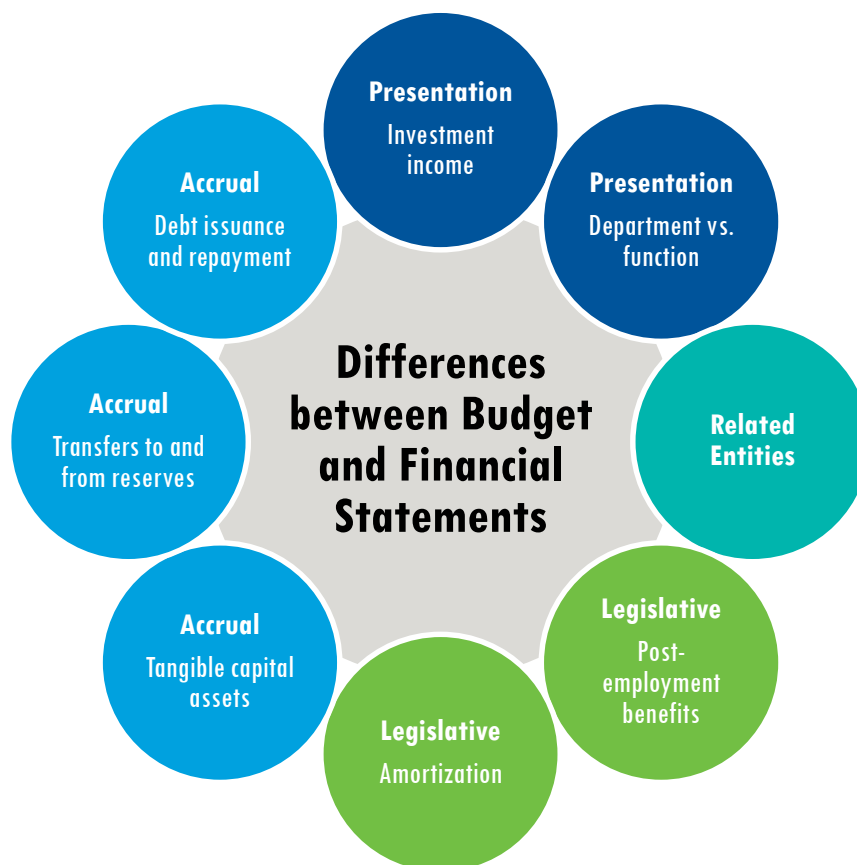 Presentation
Investment
income
Presentation
Department vs.
function
Related
Entities
Legislative
Post-
employment
benefits
Legislative
Amortization
Accrual
Tangible capital
assets
Accrual
Transfers to and
from reserves
Accrual
Debt issuance
and repayment
Differences
between Budget
and Financial
Statements